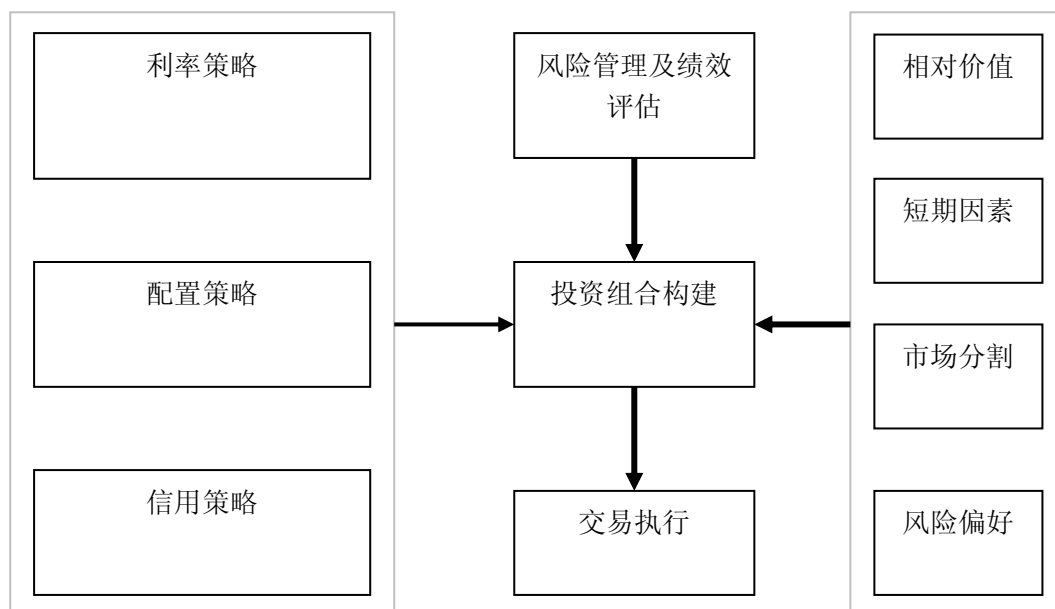 利率策略
配置策略
信用策略
风险管理及绩效
评估
投资组合构建
交易执行
相对价值
短期因素
市场分割
风险偏好